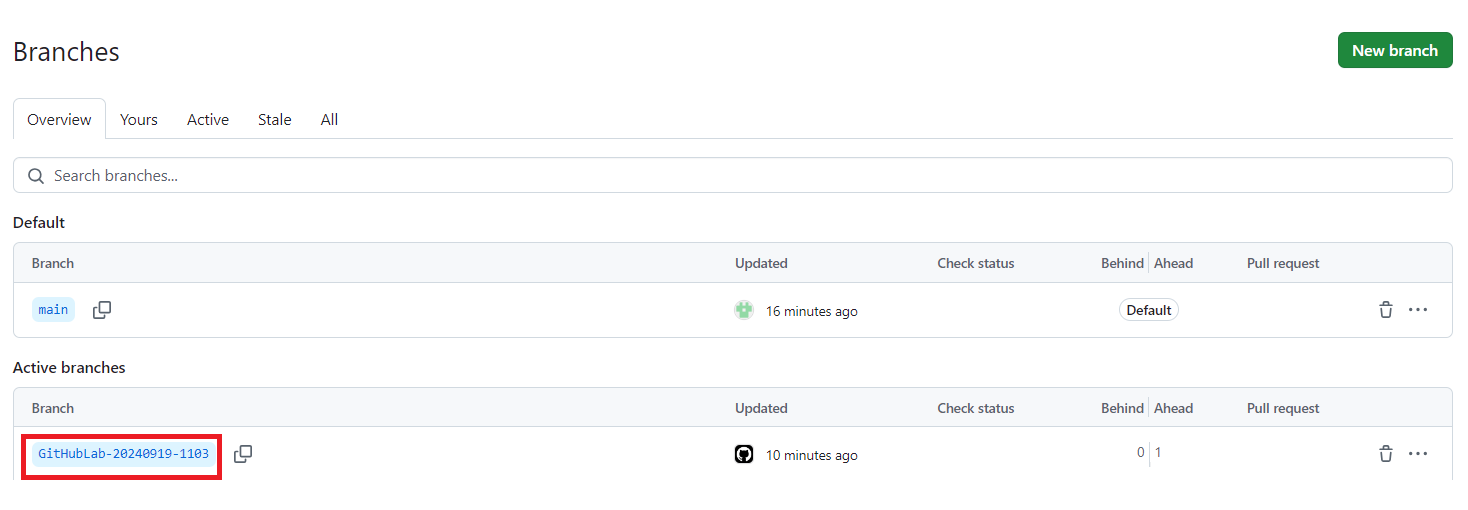 Branches
New branch
Overview Yours Active Stale All
Search branches...
Default
Branch Updated Check status Behind Ahead Pull request
main 16 minutes ago Default
Active branches
Branch Updated Check status Behind Ahead Pull request
GitHubLab-20240919-1103 10 minutes ago 0 1